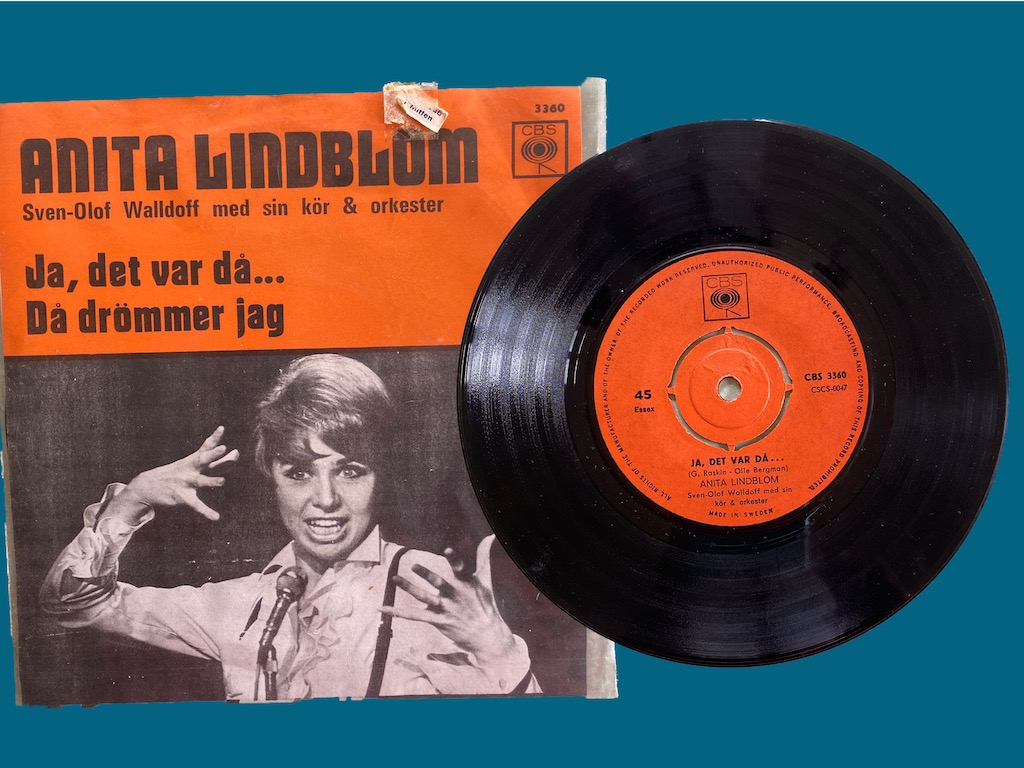 3360
CBS
ANITA LINDBLOM
Sven-Olof Walldoff med sin kör & orkester
Ja, det var då...
Då drömmer jag
ALL RIGHTS OF THE MANUFACTURER AND OF THE OWNER OF THE RECORDED WORK RESERVED. UNAUTHORIZED PUBLIC PERFORMANCE, BROADCASTING AND COPYING OF THIS RECORD PROHIBITED.
CBS
45
Essex
CBS 3360
CSCS-0047
JA, DET VAR DÅ...
(G. Raskin - Olle Bergman)
ANITA LINDBLOM
Sven-Olof Walldoff med sin
kör & orkester
MADE IN SWEDEN